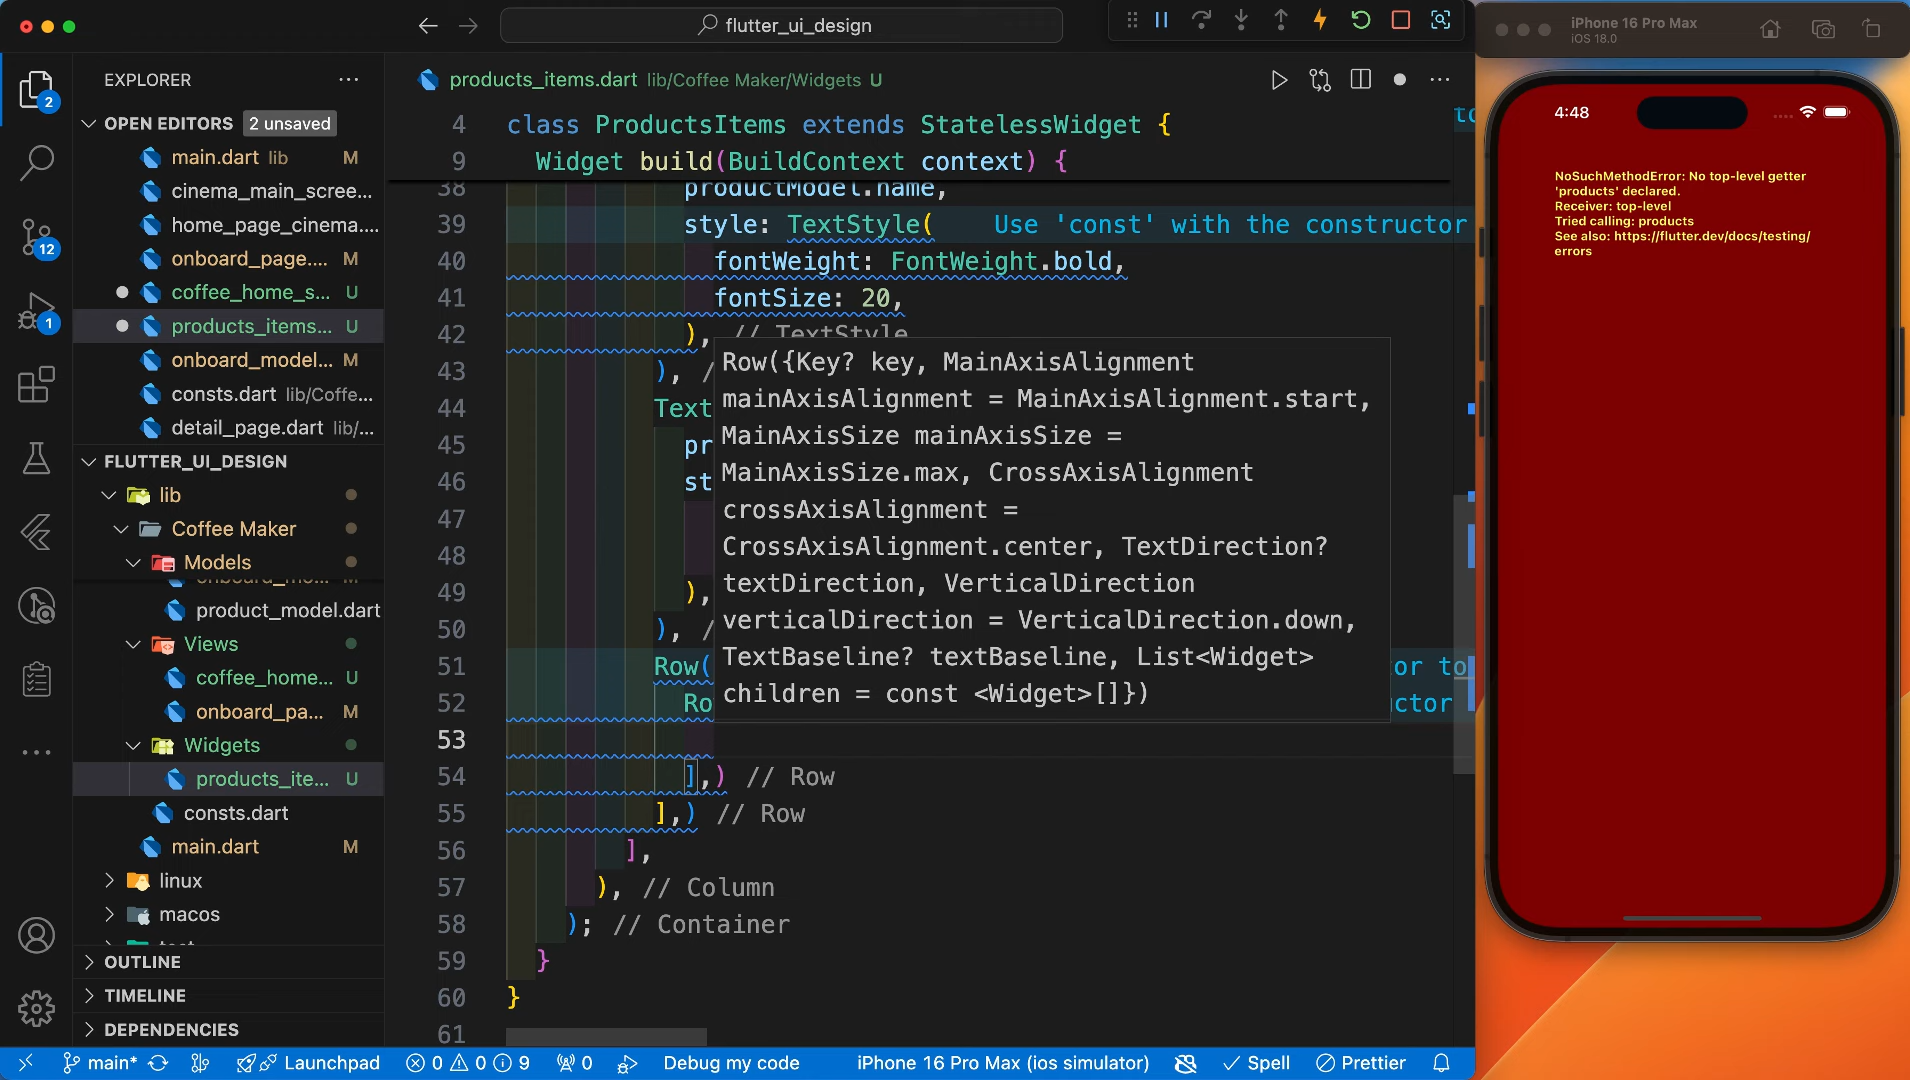 flutter_ui_design
iPhone 16 Pro Max
iOS 18.0
EXPLORER
products_items.dart lib/Coffee Maker/Widgets U
OPEN EDITORS 2 unsaved
main.dart lib M
cinema_main_scree...
home_page_cinema....
onboard_page.... M
coffee_home_s... U
products_items... U
onboard_model... M
consts.dart lib/Coffe...
detail_page.dart lib/...
FLUTTER_UI_DESIGN
lib
Coffee Maker
Models
product_model.dart
Views
coffee_home... U
onboard_pa... M
Widgets
products_ite... U
consts.dart
main.dart M
linux
macos
OUTLINE
TIMELINE
DEPENDENCIES
2
12
1
4 class ProductsItems extends StatelessWidget {
9 Widget build(BuildContext context) {
38 productModel.name,
39 style: TextStyle( Use 'const' with the constructor
40 fontWeight: FontWeight.bold,
41 fontSize: 20,
42 ), // TextStyle
43 ), /
44 Text
45 pr
46 st
47
48
49 ),
50 ), /
51 Row( or to
52 Ro ctor
53
54 ],) // Row
55 ],) // Row
56 ],
57 ), // Column
58 ); // Container
59 }
60 }
61
Row({Key? key, MainAxisAlignment
mainAxisAlignment = MainAxisAlignment.start,
MainAxisSize mainAxisSize =
MainAxisSize.max, CrossAxisAlignment
crossAxisAlignment =
CrossAxisAlignment.center, TextDirection?
textDirection, VerticalDirection
verticalDirection = VerticalDirection.down,
TextBaseline? textBaseline, List<Widget>
children = const <Widget>[]})
4:48
NoSuchMethodError: No top-level getter
'products' declared.
Receiver: top-level
Tried calling: products
See also: https://flutter.dev/docs/testing/
errors
main* Launchpad 0 0 9 0 Debug my code iPhone 16 Pro Max (ios simulator) Spell Prettier